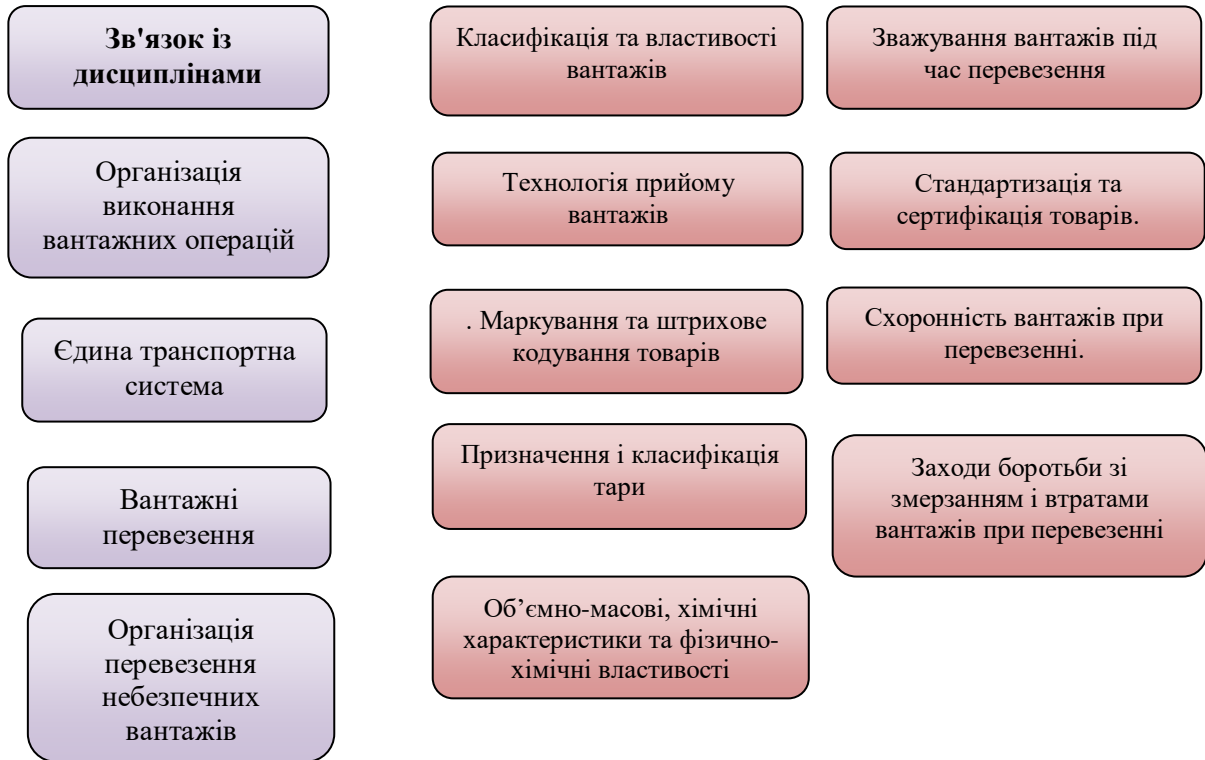 Зв'язок із
дисциплінами
Організація
виконання
вантажних операцій
Єдина транспортна
система
Вантажні
перевезення
Організація
перевезення
небезпечних
вантажів
Класифікація та властивості
вантажів
Технологія прийому
вантажів
. Маркування та штрихове
кодування товарів
Призначення і класифікація
тари
Об’ємно-масові, хімічні
характеристики та фізично-
хімічні властивості
Зважування вантажів під
час перевезення
Стандартизація та
сертифікація товарів.
Схоронність вантажів при
перевезенні.
Заходи боротьби зі
змерзанням і втратами
вантажів при перевезенні